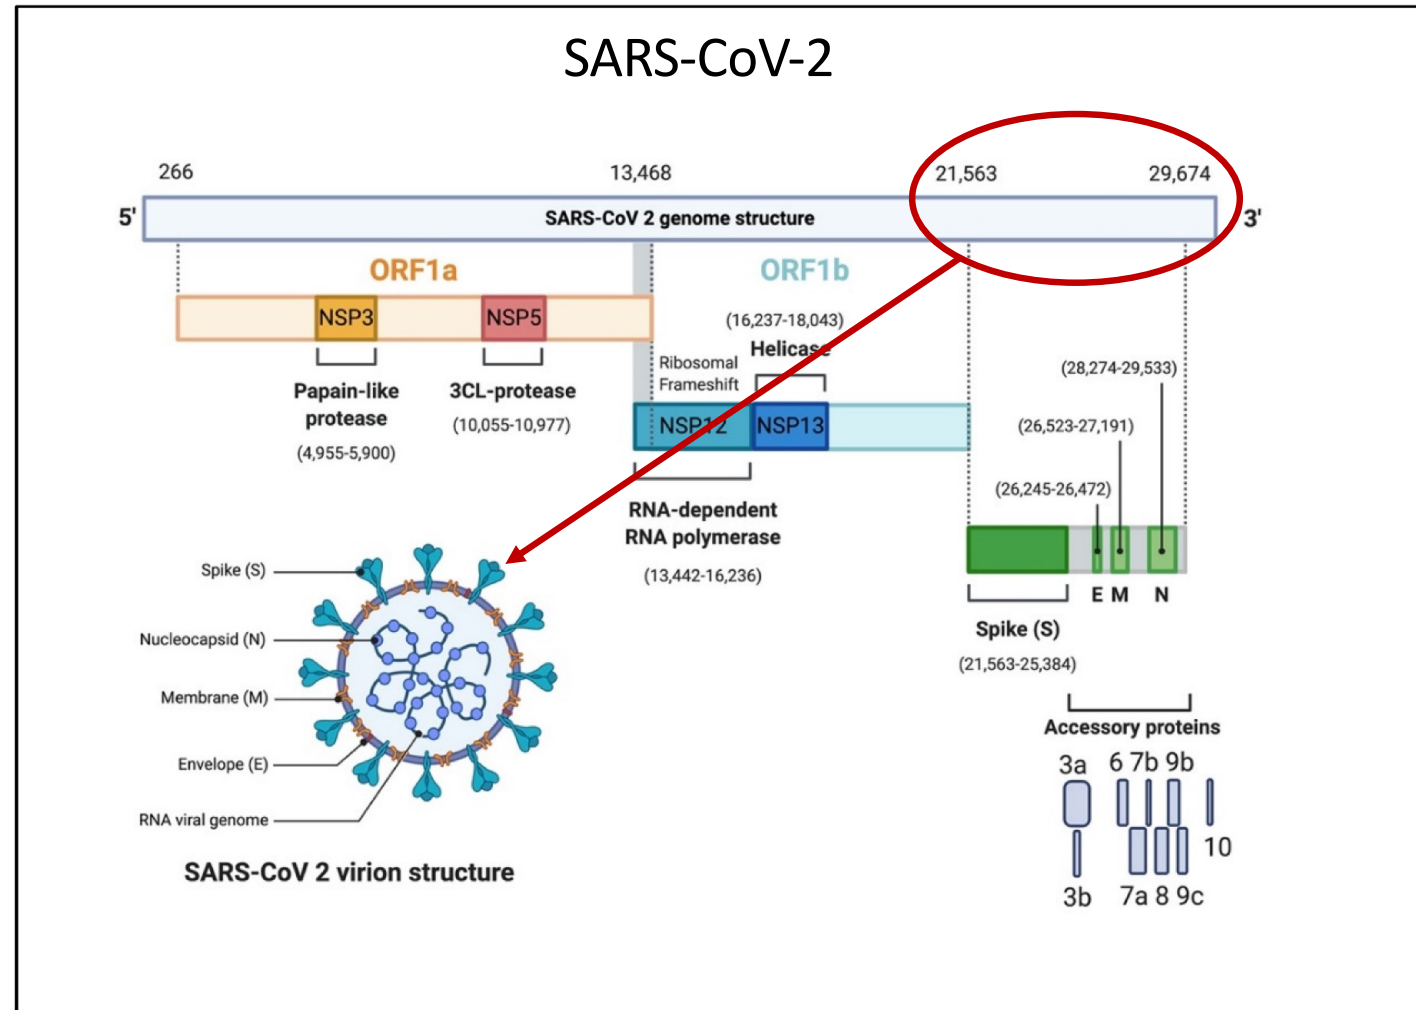 SARS-CoV-2
266
13,468
21,563
29,674
5'
SARS-CoV 2 genome structure
3'
ORF1a
ORF1b
NSP3
NSP5
(16,237-18,043)
Helicase
Ribosomal
Frameshift
Papain-like
protease
(4,955-5,900)
3CL-protease
(10,055-10,977)
NSP12
NSP13
RNA-dependent
RNA polymerase
(13,442-16,236)
(28,274-29,533)
(26,523-27,191)
(26,245-26,472)
E M N
Spike (S)
(21,563-25,384)
Accessory proteins
3a 6 7b 9b
10
3b 7a 8 9c
Spike (S)
Nucleocapsid (N)
Membrane (M)
Envelope (E)
RNA viral genome
SARS-CoV 2 virion structure